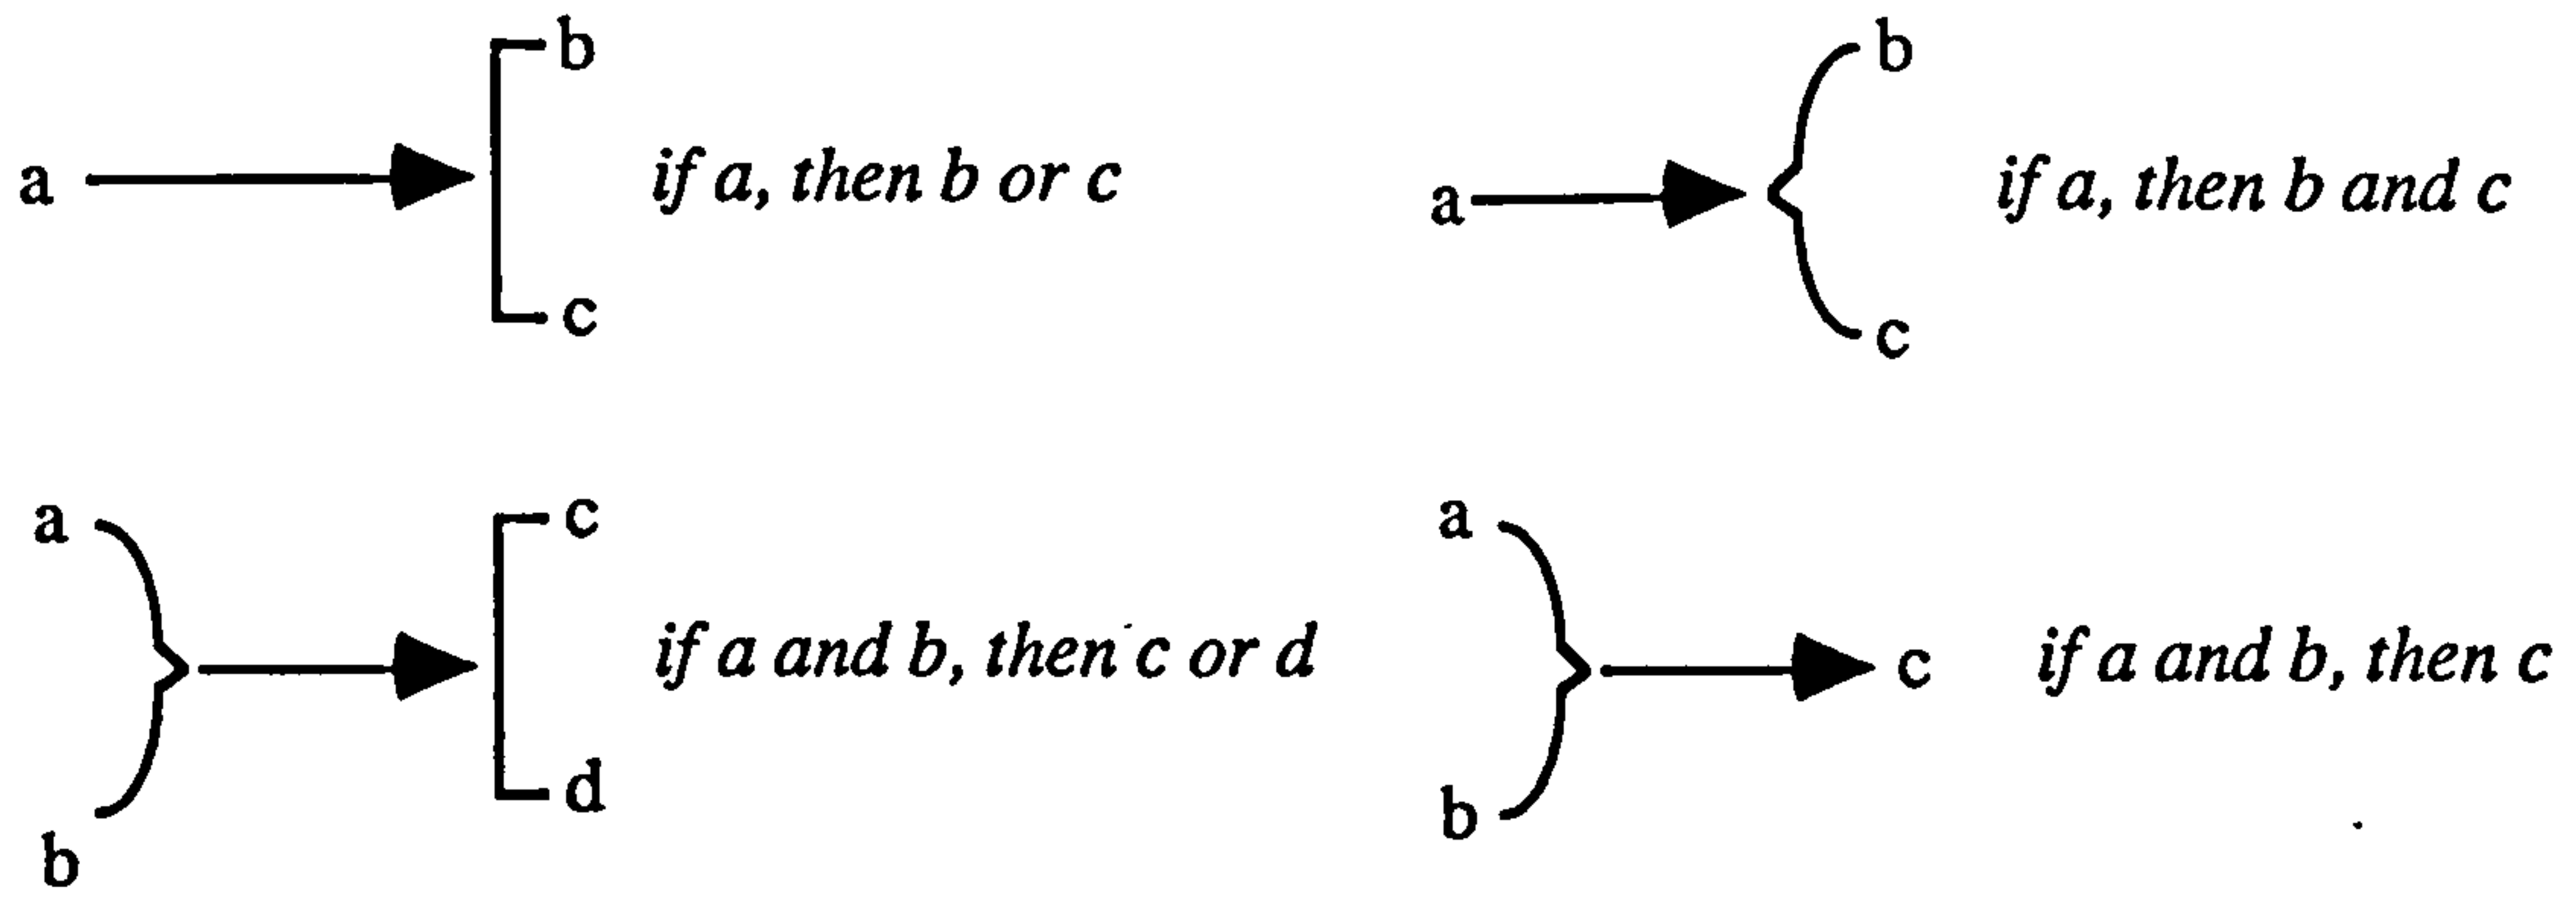 b
a
if a, then b or c
c
b
a
if a, then b and c
c
a
c
if a and b, then c or d
b
d
a
if a and b, then c
c
b